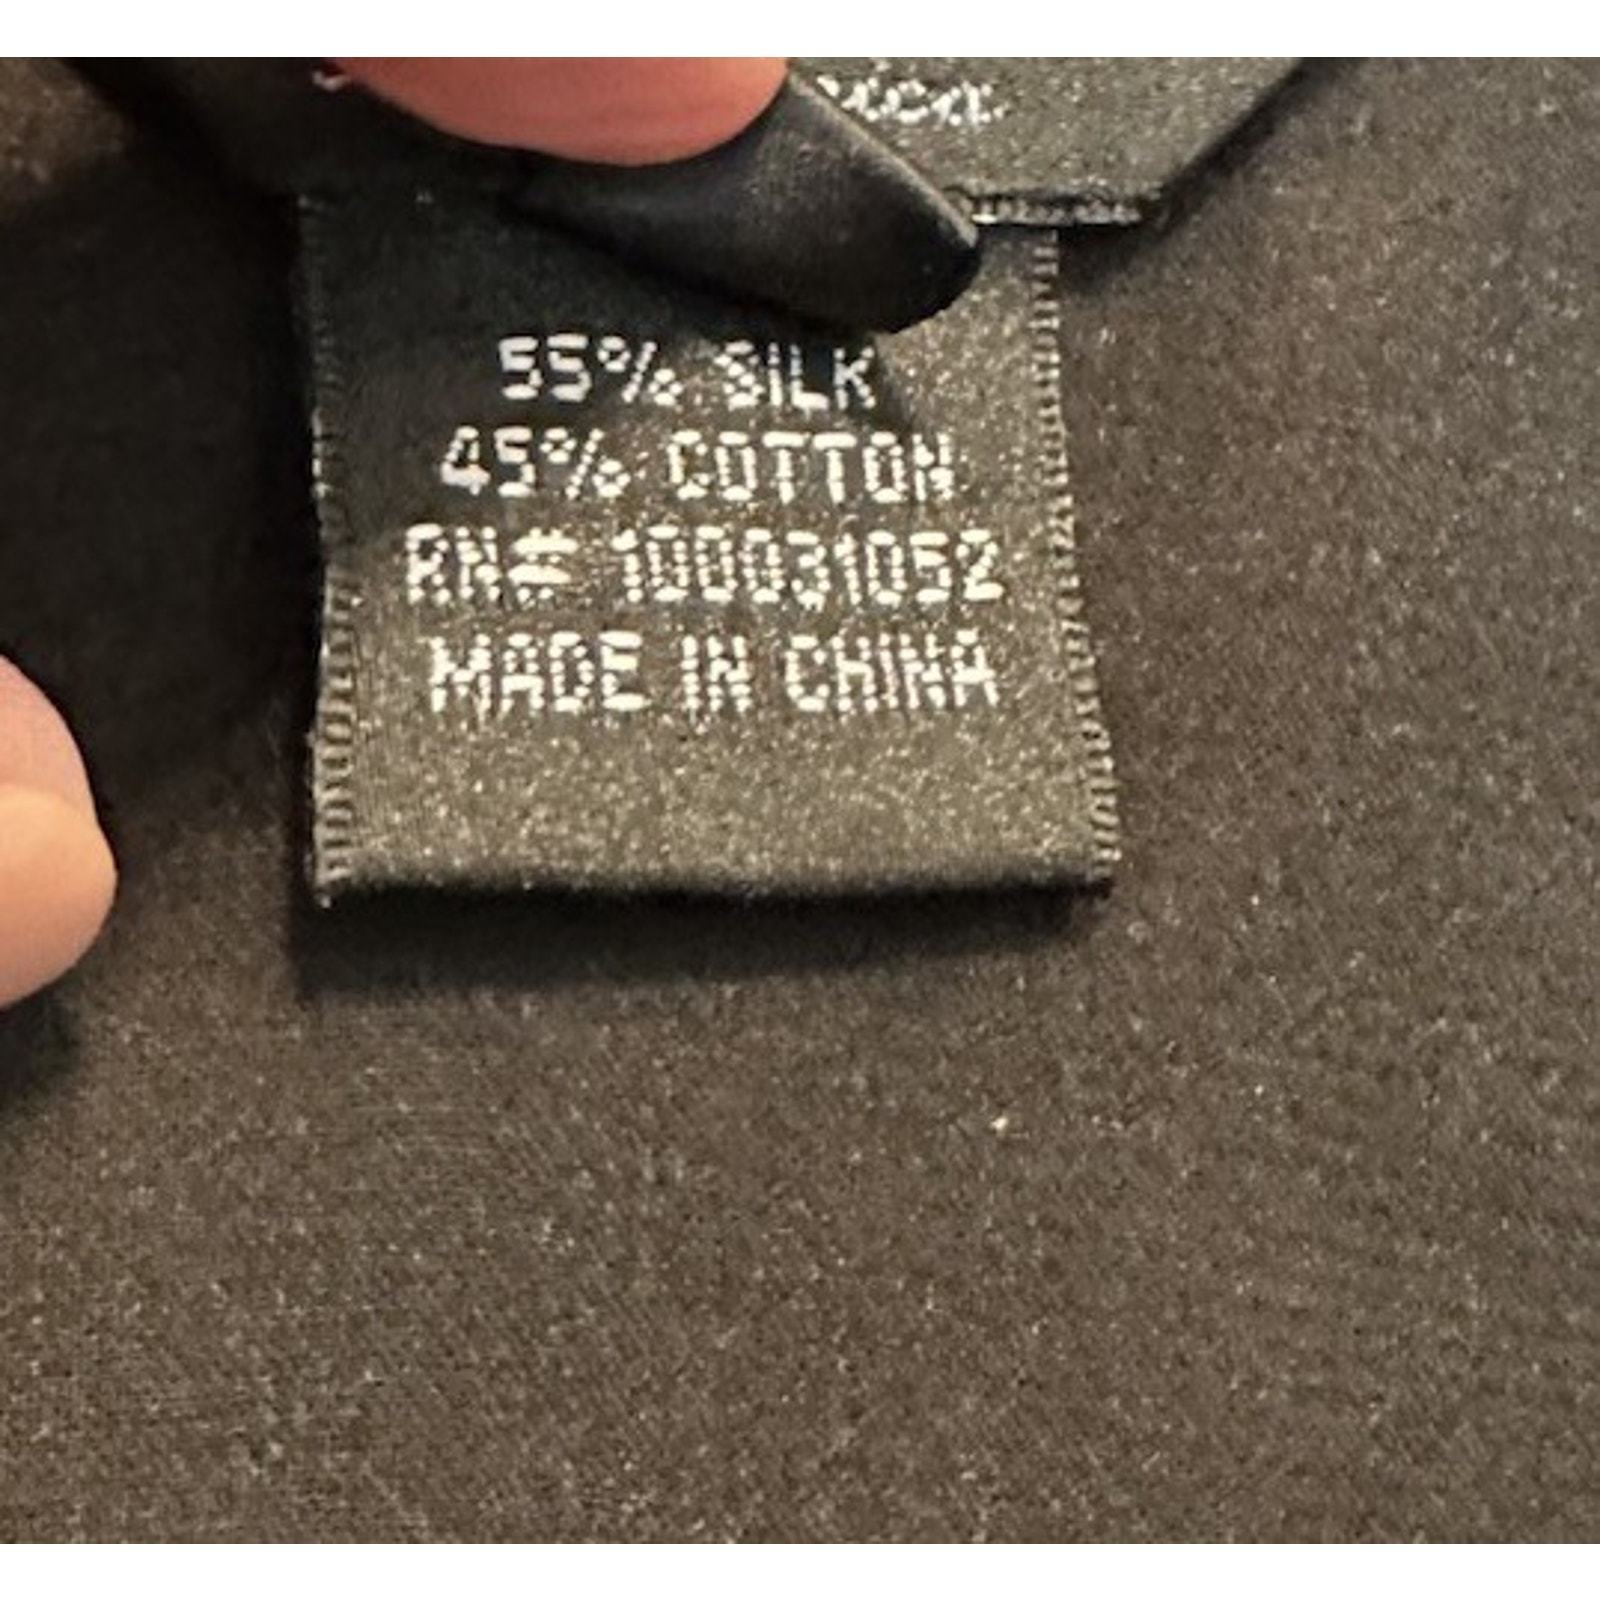 55% SILK
45% COTTON
RN# 100031052
MADE IN CHINA